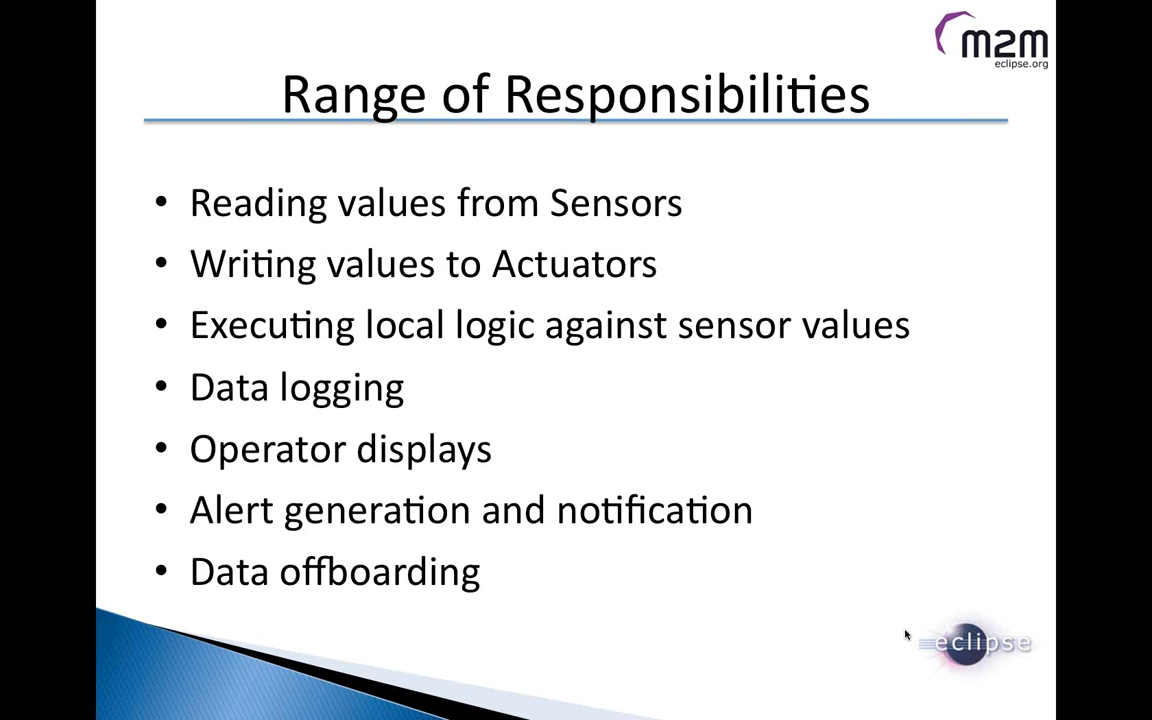 m2m
eclipse.org
Range of Responsibilities
• Reading values from Sensors
• Writing values to Actuators
• Executing local logic against sensor values
• Data logging
• Operator displays
• Alert generation and notification
• Data offboarding
eclipse